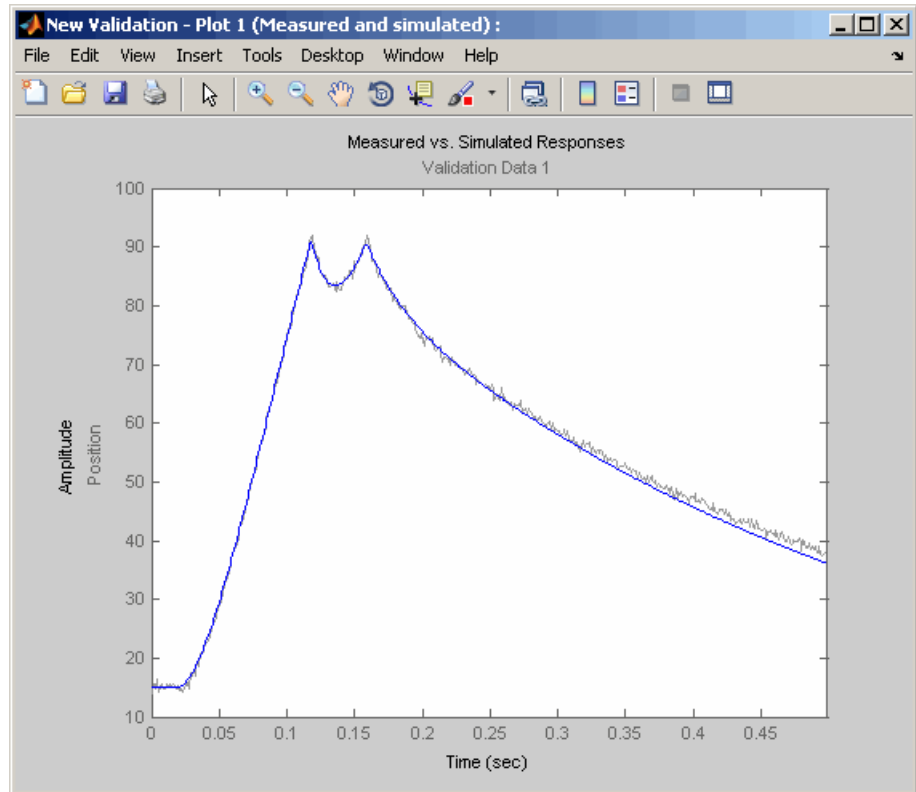 New Validation - Plot 1 (Measured and simulated) :
File Edit View Insert Tools Desktop Window Help
Measured vs. Simulated Responses
Validation Data 1
100
90
80
70
60
50
40
30
20
10
Amplitude
Position
0 0.05 0.1 0.15 0.2 0.25 0.3 0.35 0.4 0.45
Time (sec)